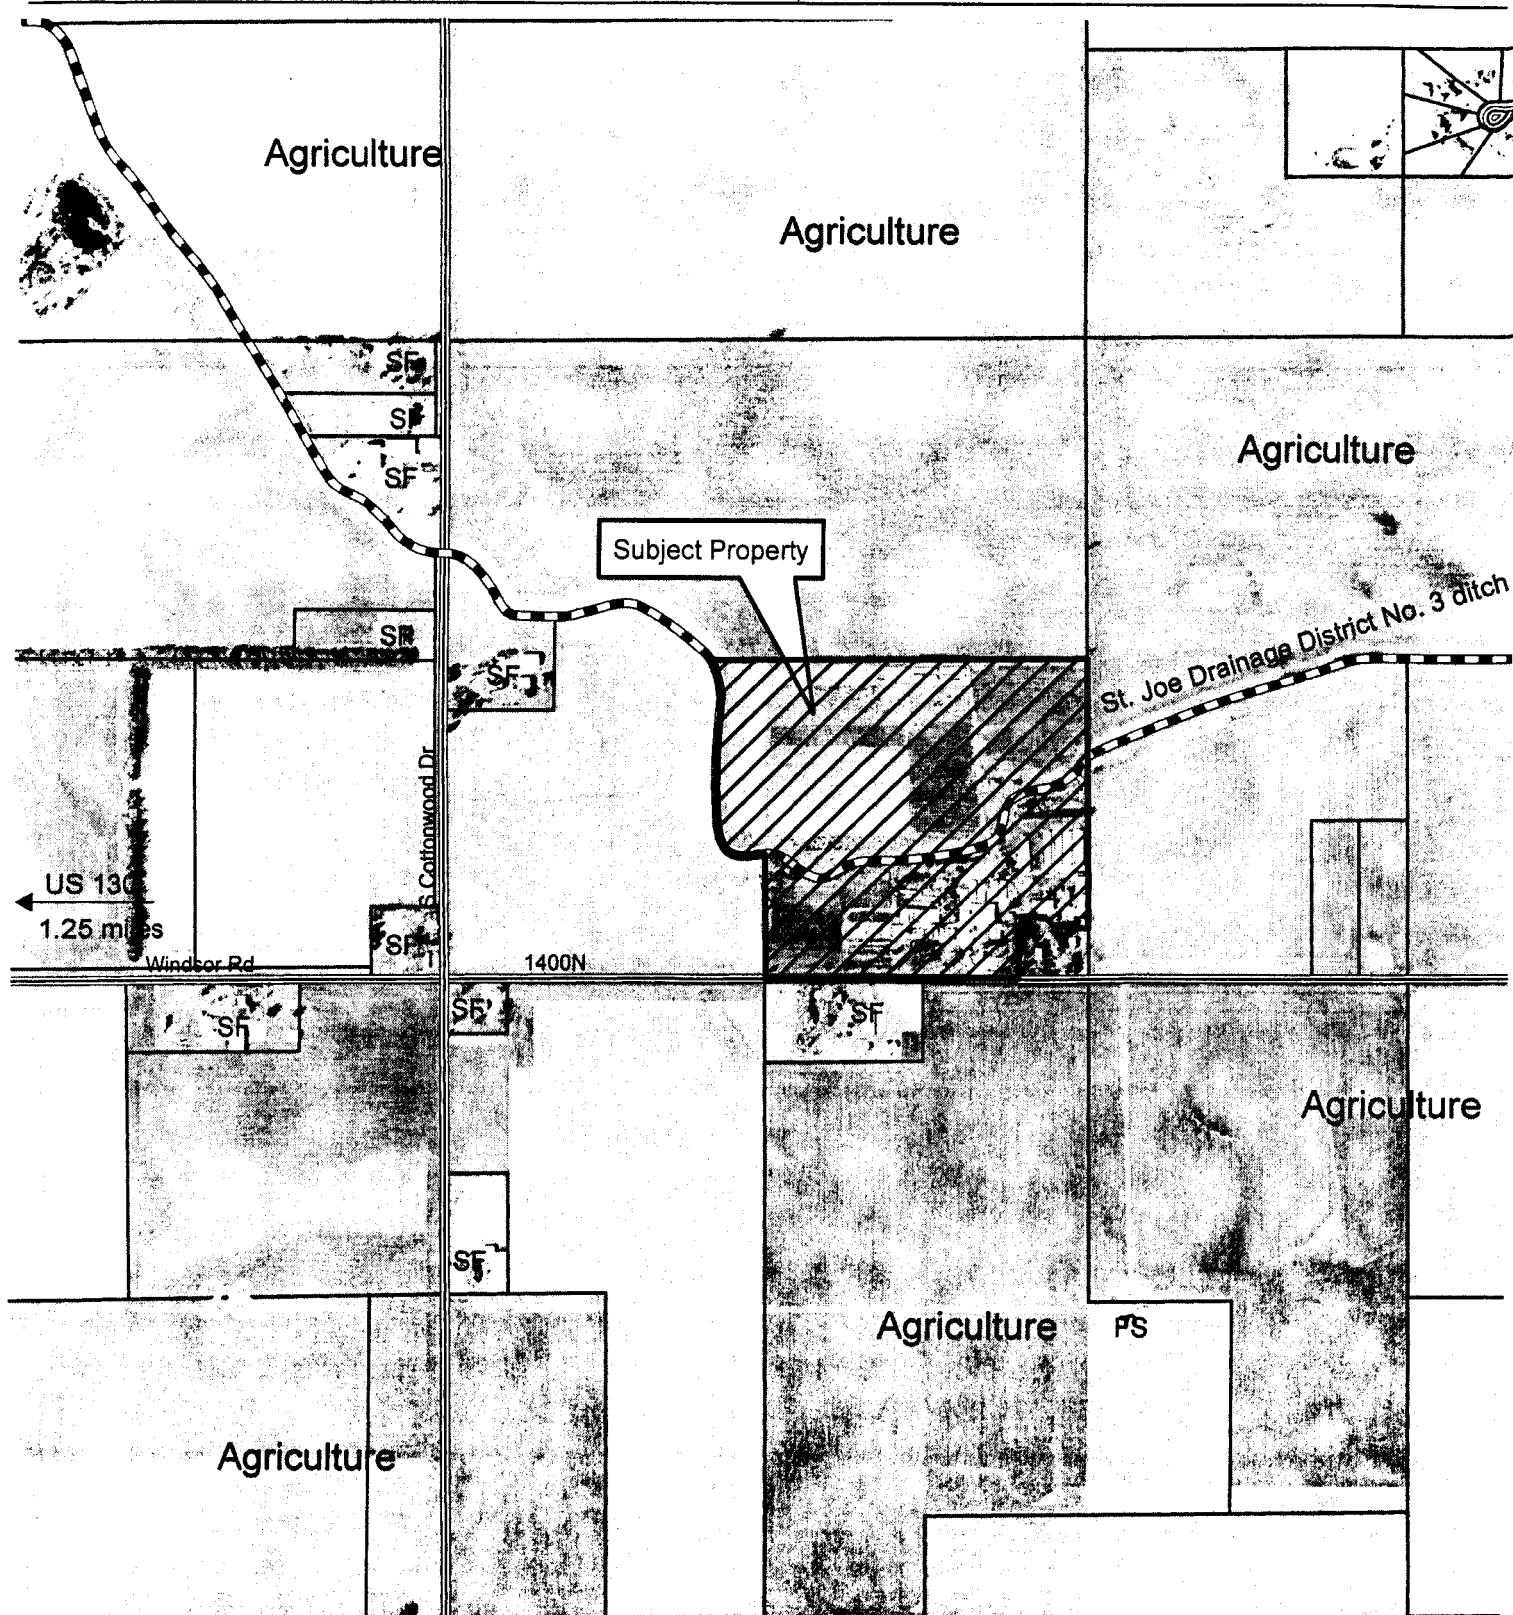 Agriculture
Agriculture
SF
SF
Agriculture
SF
Subject Property
St. Joe Drainage District No. 3 ditch
SF
SF
S Cottonwood Dr
US 130
1.25 miles
SF
Windsor Rd
1400N
SF
SF
SF
Agriculture
SF
Agriculture
Agriculture